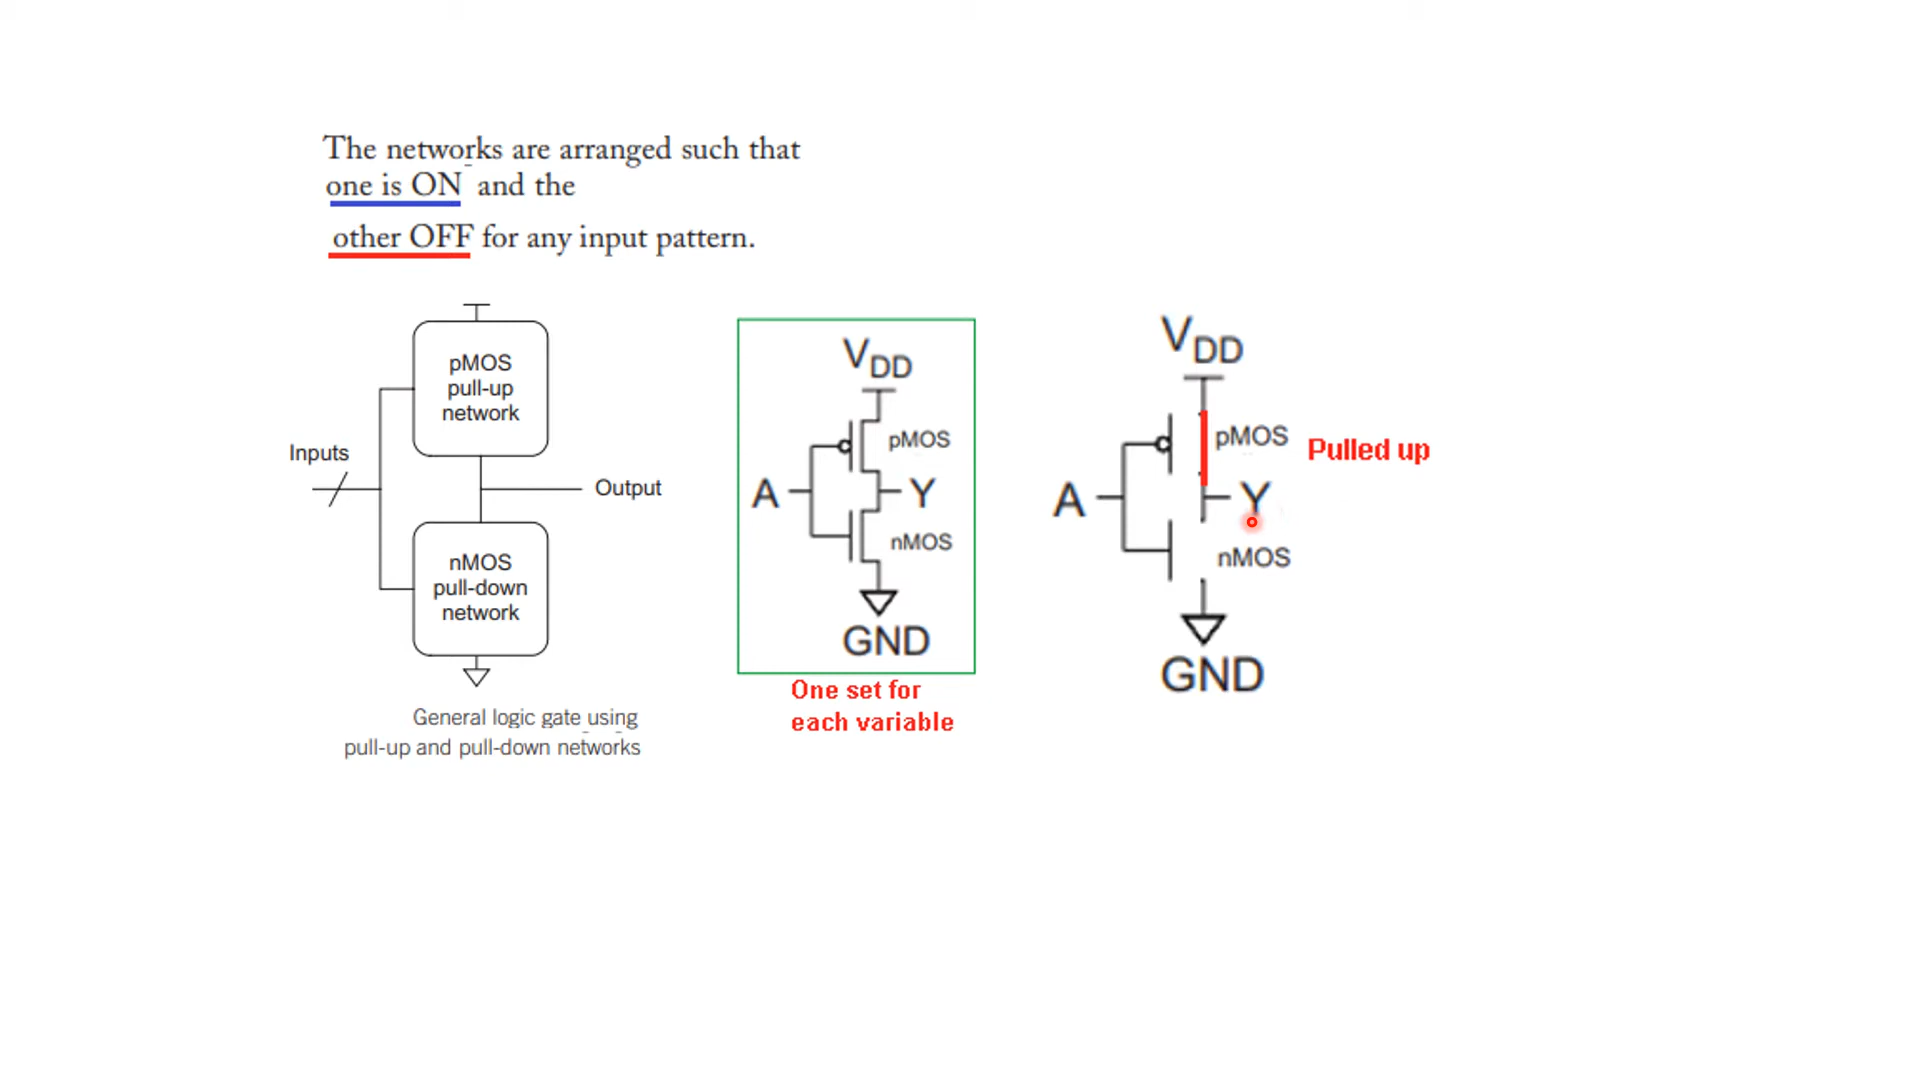 The networks are arranged such that
one is ON and the
other OFF for any input pattern.
pMOS
pull-up
network
Inputs
Output
nMOS
pull-down
network
General logic gate using
pull-up and pull-down networks
VDD
pMOS
A
Y
nMOS
GND
One set for
each variable
VDD
pMOS
Pulled up
A
Y
nMOS
GND